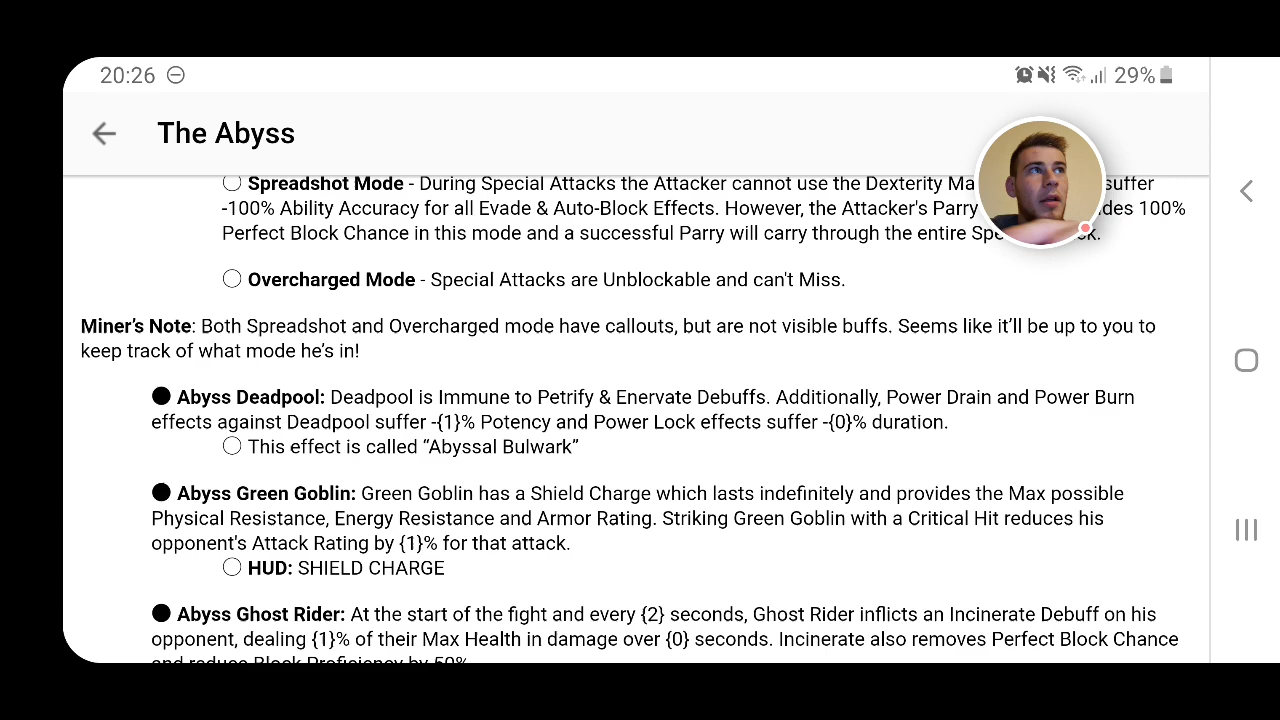 20:26
29%
The Abyss
Spreadshot Mode - During Special Attacks the Attacker cannot use the Dexterity Ma suffer
-100% Ability Accuracy for all Evade & Auto-Block Effects. However, the Attacker's Parry des 100%
Perfect Block Chance in this mode and a successful Parry will carry through the entire Spe k.
Overcharged Mode - Special Attacks are Unblockable and can't Miss.
Miner’s Note: Both Spreadshot and Overcharged mode have callouts, but are not visible buffs. Seems like it’ll be up to you to
keep track of what mode he’s in!
Abyss Deadpool: Deadpool is Immune to Petrify & Enervate Debuffs. Additionally, Power Drain and Power Burn
effects against Deadpool suffer -{1}% Potency and Power Lock effects suffer -{0}% duration.
This effect is called “Abyssal Bulwark”
Abyss Green Goblin: Green Goblin has a Shield Charge which lasts indefinitely and provides the Max possible
Physical Resistance, Energy Resistance and Armor Rating. Striking Green Goblin with a Critical Hit reduces his
opponent's Attack Rating by {1}% for that attack.
HUD: SHIELD CHARGE
Abyss Ghost Rider: At the start of the fight and every {2} seconds, Ghost Rider inflicts an Incinerate Debuff on his
opponent, dealing {1}% of their Max Health in damage over {0} seconds. Incinerate also removes Perfect Block Chance
and reduce Block Proficiency by 50%